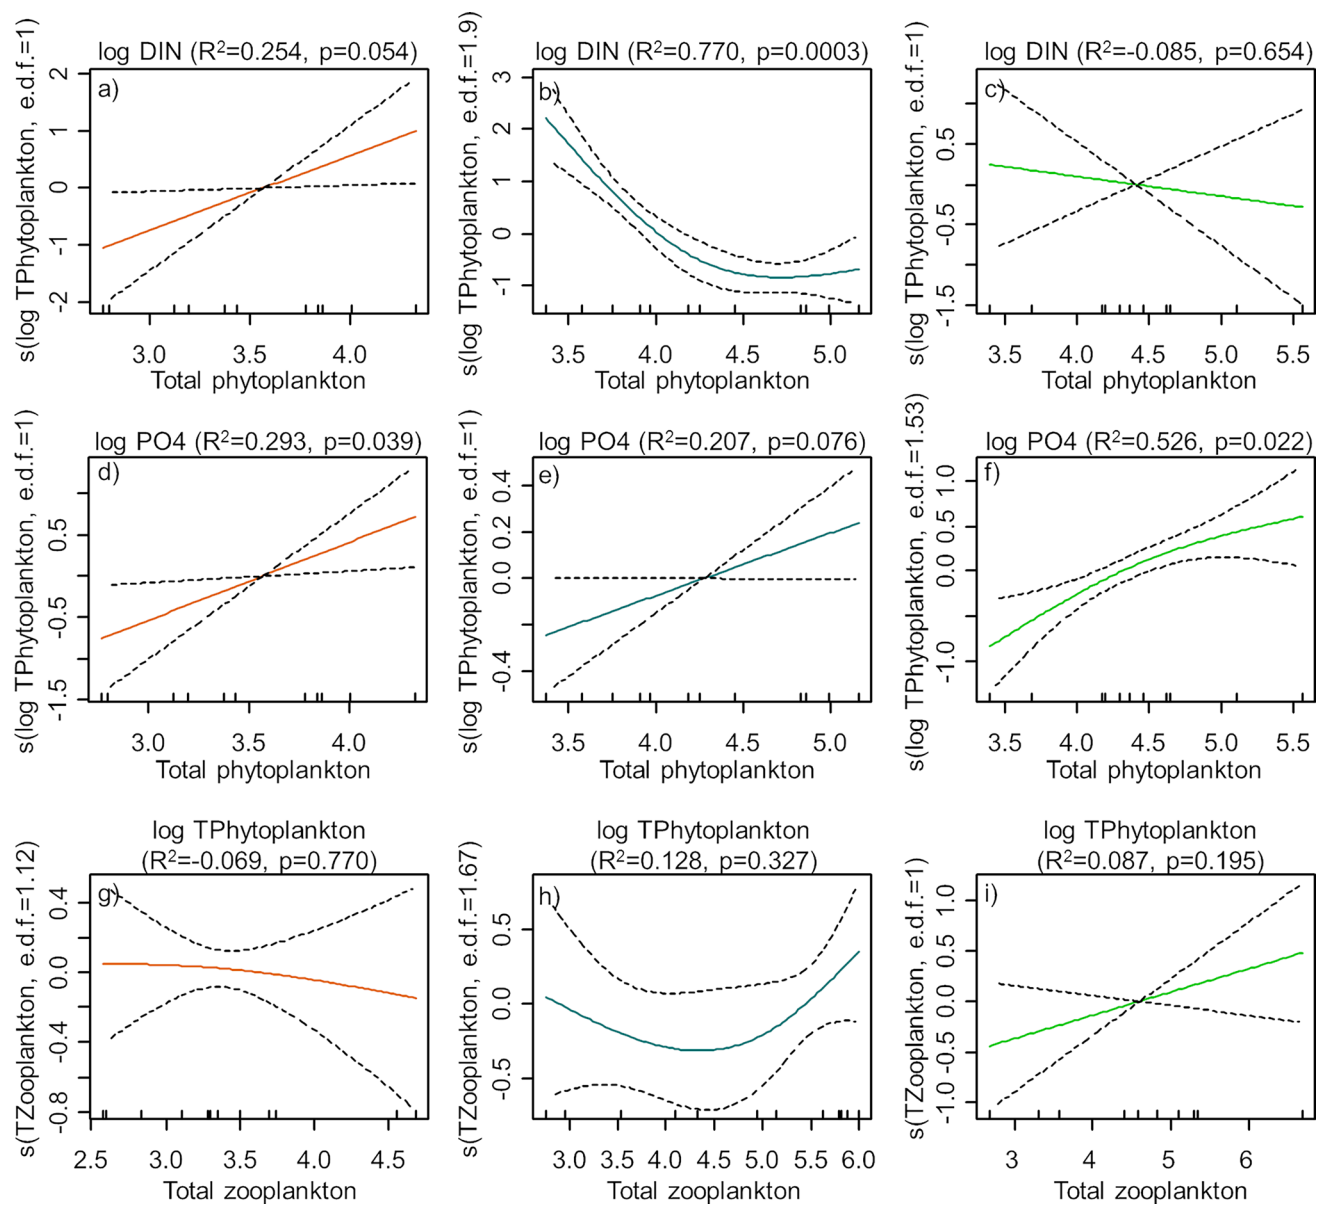 log DIN (R²=0.254, p=0.054)
a)
s(log TPhytoplankton, e.d.f.=1)
2
1
0
-1
-2
3.0 3.5 4.0
Total phytoplankton
log DIN (R²=0.770, p=0.0003)
b)
s(log TPhytoplankton, e.d.f.=1.9)
3
2
1
0
-1
3.5 4.0 4.5 5.0
Total phytoplankton
log DIN (R²=-0.085, p=0.654)
c)
s(log TPhytoplankton, e.d.f.=1)
0.5
-0.5
-1.5
3.5 4.0 4.5 5.0 5.5
Total phytoplankton
log PO4 (R²=0.293, p=0.039)
d)
s(log TPhytoplankton, e.d.f.=1)
0.5
-0.5
-1.5
3.0 3.5 4.0
Total phytoplankton
log PO4 (R²=0.207, p=0.076)
e)
s(log TPhytoplankton, e.d.f.=1)
0.4
0.2
0.0
-0.4
3.5 4.0 4.5 5.0
Total phytoplankton
log PO4 (R²=0.526, p=0.022)
f)
s(log TPhytoplankton, e.d.f.=1.53)
1.0
0.5
0.0
-1.0
3.5 4.0 4.5 5.0 5.5
Total phytoplankton
log TPhytoplankton
(R²=-0.069, p=0.770)
g)
s(TZooplankton, e.d.f.=1.12)
0.4
0.0
-0.4
-0.8
2.5 3.0 3.5 4.0 4.5
Total zooplankton
log TPhytoplankton
(R²=0.128, p=0.327)
h)
s(TZooplankton, e.d.f.=1.67)
0.5
0.0
-0.5
3.0 3.5 4.0 4.5 5.0 5.5 6.0
Total zooplankton
log TPhytoplankton
(R²=0.087, p=0.195)
i)
s(TZooplankton, e.d.f.=1)
1.0
0.5
0.0
-0.5
-1.0
3 4 5 6
Total zooplankton